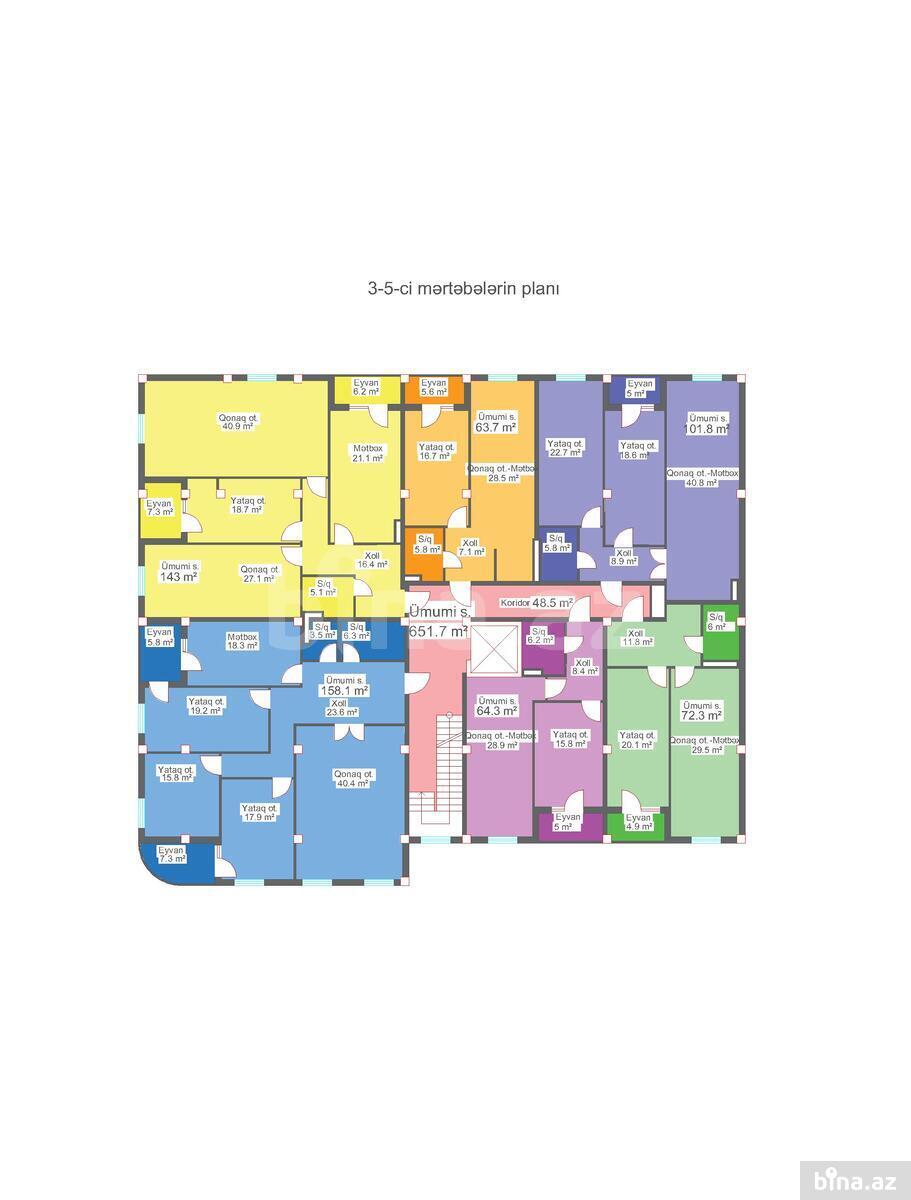 3-5-ci mərtəbələrin planı
Qonaq ot.
40.9 m²
Eyvan
6.2 m²
Mətbəx
21.1 m²
Eyvan
7.3 m²
Yataq ot.
18.7 m²
Ümumi s.
143 m²
Qonaq ot.
27.1 m²
Xoll
16.4 m²
S/q
5.1 m²
Eyvan
5.6 m²
Yataq ot.
16.7 m²
Ümumi s.
63.7 m²
Qonaq ot.-Mətbəx
28.5 m²
S/q
5.8 m²
Xoll
7.1 m²
Yataq ot.
22.7 m²
Eyvan
5 m²
Yataq ot.
18.6 m²
Ümumi s.
101.8 m²
Qonaq ot.-Mətbəx
40.8 m²
S/q
5.8 m²
Xoll
8.9 m²
Koridor 48.5 m²
Ümumi s.
651.7 m²
Eyvan
5.8 m²
Mətbəx
18.3 m²
S/q
3.5 m²
S/q
6.3 m²
Ümumi s.
158.1 m²
Xoll
23.6 m²
Yataq ot.
19.2 m²
Yataq ot.
15.8 m²
Yataq ot.
17.9 m²
Qonaq ot.
40.4 m²
Eyvan
7.3 m²
S/q
6.2 m²
Xoll
8.4 m²
Ümumi s.
64.3 m²
Qonaq ot.-Mətbəx
28.9 m²
Yataq ot.
15.8 m²
Eyvan
5 m²
Xoll
11.8 m²
S/q
6 m²
Ümumi s.
72.3 m²
Yataq ot.
20.1 m²
Qonaq ot.-Mətbəx
29.5 m²
Eyvan
4.9 m²
bina.az
bina.az